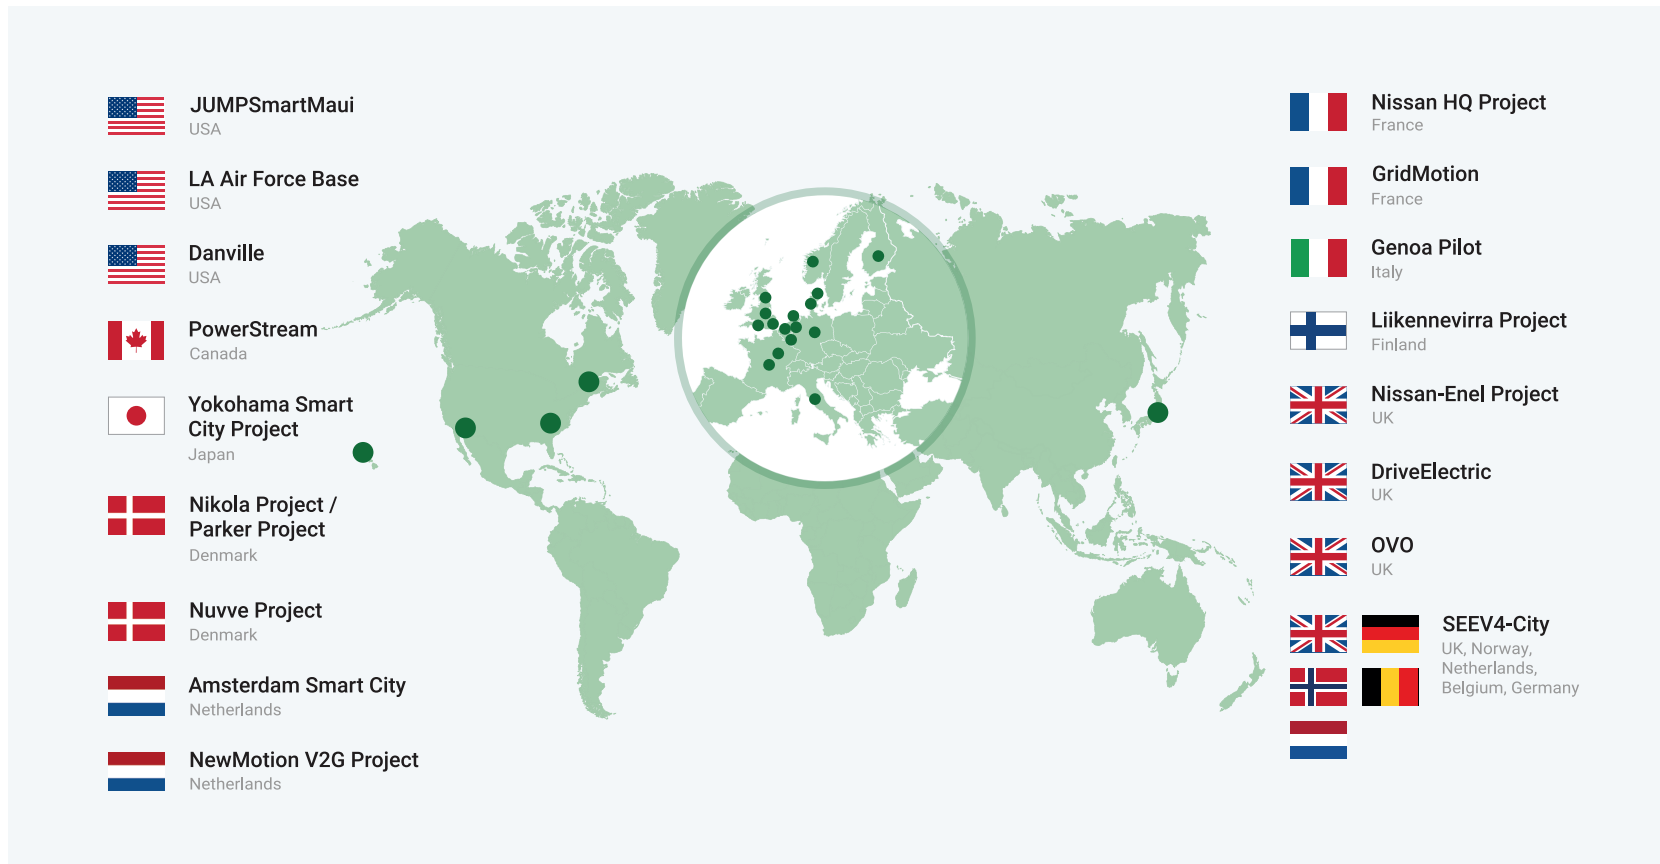 JUMPSmartMaui
USA
LA Air Force Base
USA
Danville
USA
PowerStream
Canada
Yokohama Smart
City Project
Japan
Nikola Project /
Parker Project
Denmark
Nuvve Project
Denmark
Amsterdam Smart City
Netherlands
NewMotion V2G Project
Netherlands
Nissan HQ Project
France
GridMotion
France
Genoa Pilot
Italy
Liikennevirra Project
Finland
Nissan-Enel Project
UK
DriveElectric
UK
OVO
UK
SEEV4-City
UK, Norway,
Netherlands,
Belgium, Germany